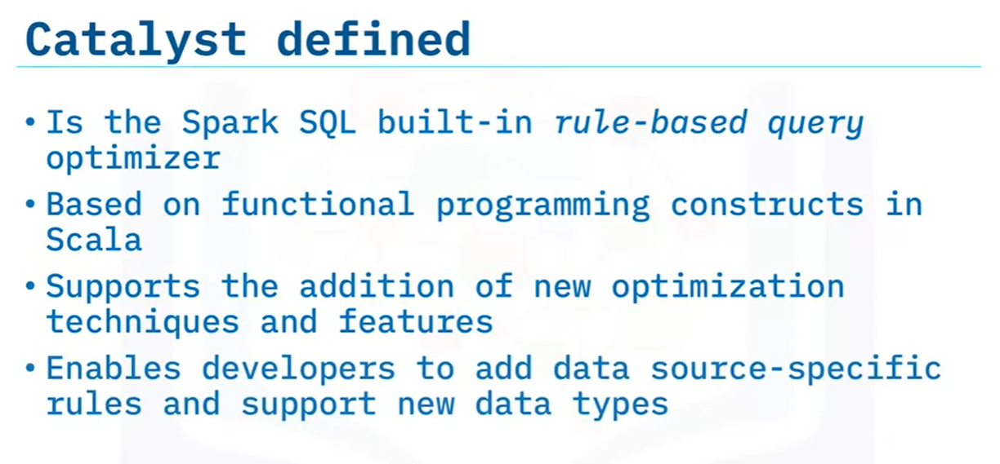 Catalyst defined
• Is the Spark SQL built-in rule-based query
optimizer
• Based on functional programming constructs in
Scala
• Supports the addition of new optimization
techniques and features
• Enables developers to add data source-specific
rules and support new data types